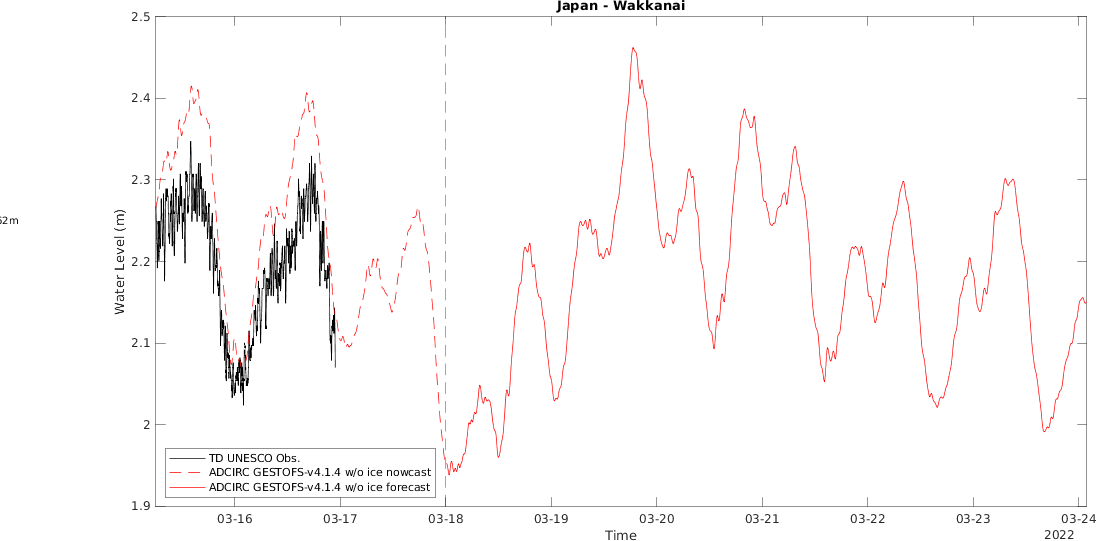 Japan - Wakkanai
2.5
2.4
2.3
2.2
2.1
2
1.9
Water Level (m)
52m
TD UNESCO Obs.
ADCIRC GESTOFS-v4.1.4 w/o ice nowcast
ADCIRC GESTOFS-v4.1.4 w/o ice forecast
03-16
03-17
03-18
03-19
03-20
03-21
03-22
03-23
03-24
Time
2022